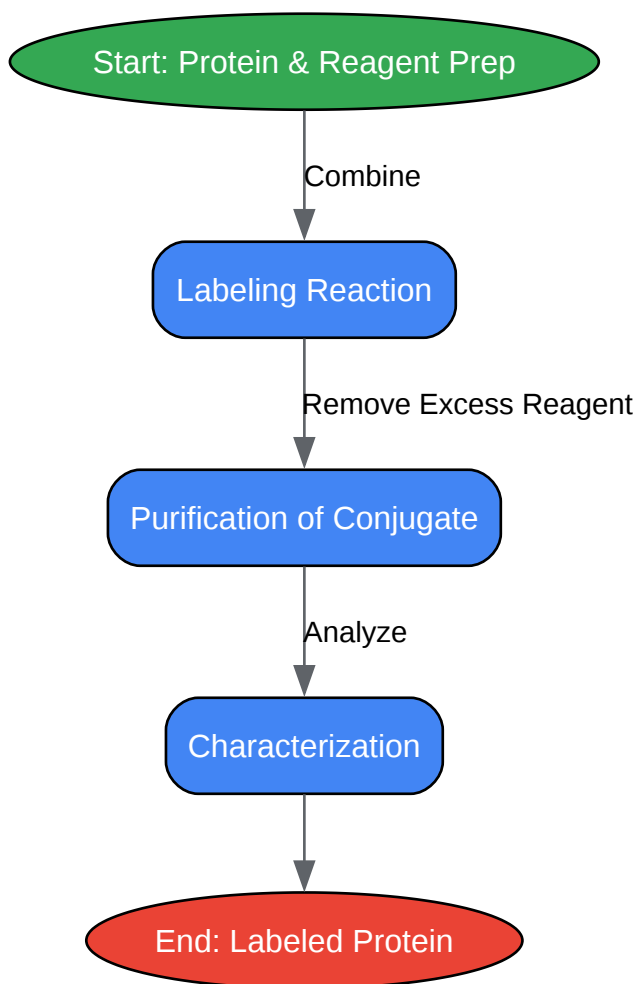 Start: Protein & Reagent Prep
Combine
Labeling Reaction
Remove Excess Reagent
Purification of Conjugate
Analyze
Characterization
End: Labeled Protein